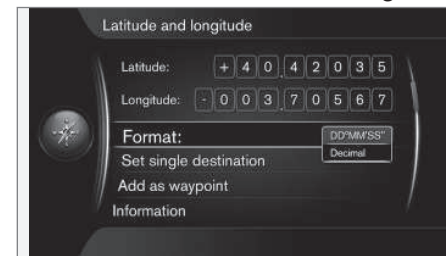 Latitude and longitude
Latitude: +40.42035
Longitude: -003.70567
Format: DD°MM'SS"
Decimal
Set single destination
Add as waypoint
Information